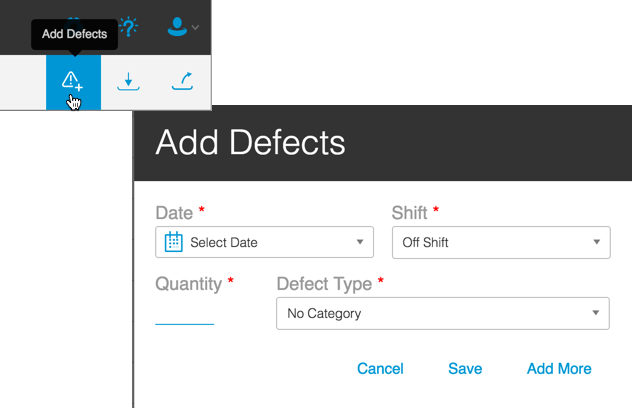 Add Defects
Add Defects
Date * Shift *
Select Date Off Shift
Quantity * Defect Type *
No Category
Cancel Save Add More